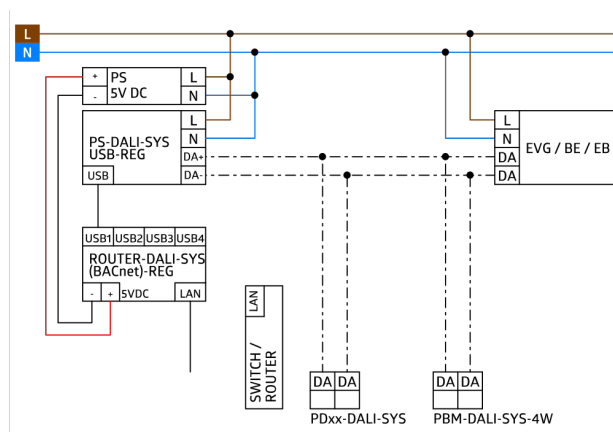 L
N
+ PS L
- 5V DC N
L
PS-DALI-SYS N
USB-REG DA+
USB DA-
L
N
DA
DA
EVG / BE / EB
USB1 USB2 USB3 USB4
ROUTER-DALI-SYS
(BACnet)-REG
- + 5VDC LAN
LAN
SWITCH /
ROUTER
DA DA
PDxx-DALI-SYS
DA DA
PBM-DALI-SYS-4W